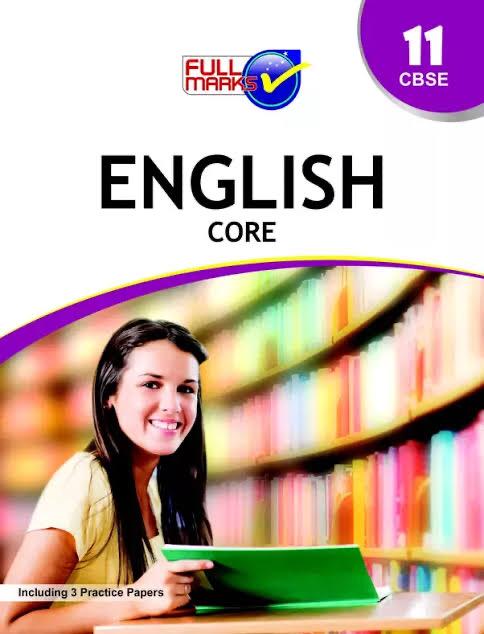 11
CBSE
FULL
MARKS
ENGLISH
CORE
Including 3 Practice Papers